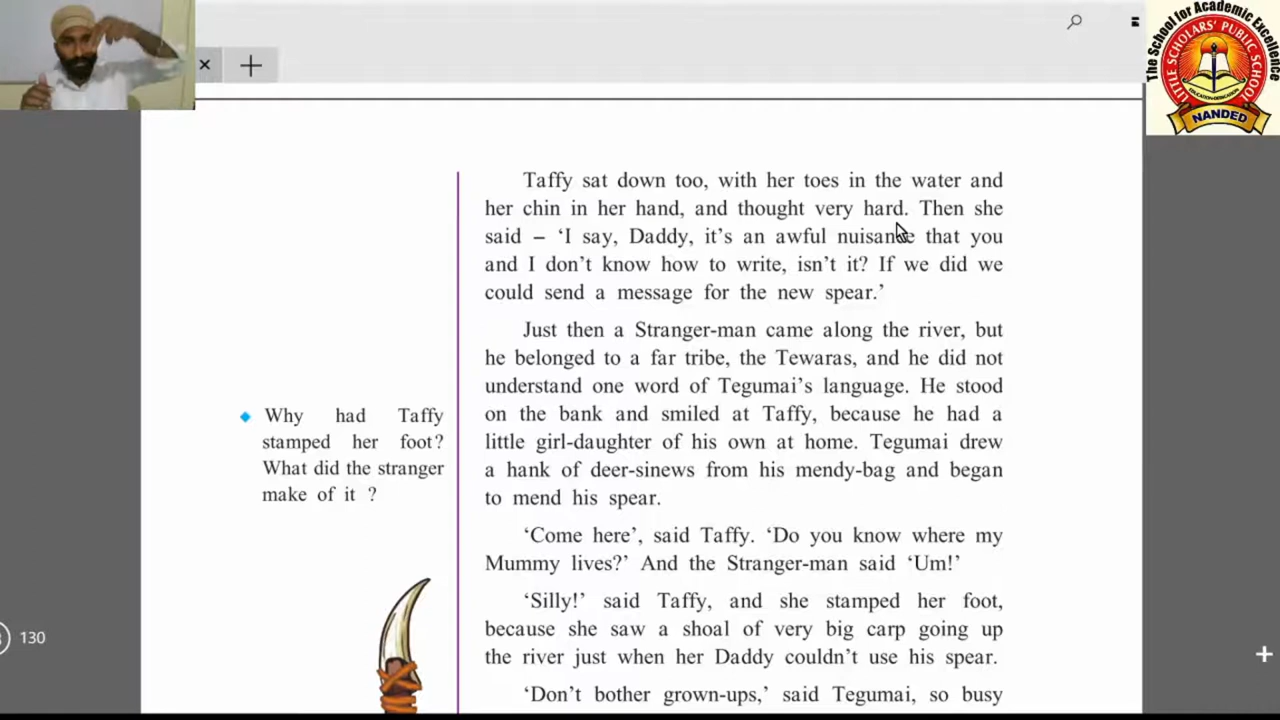 The School for Academic Excellence
LITTLE SCHOLARS' PUBLIC SCHOOL
EDUCATION-DEDICATION
NANDED
Taffy sat down too, with her toes in the water and
her chin in her hand, and thought very hard. Then she
said – ‘I say, Daddy, it’s an awful nuisance that you
and I don’t know how to write, isn’t it? If we did we
could send a message for the new spear.’
Just then a Stranger-man came along the river, but
he belonged to a far tribe, the Tewaras, and he did not
understand one word of Tegumai’s language. He stood
on the bank and smiled at Taffy, because he had a
little girl-daughter of his own at home. Tegumai drew
a hank of deer-sinews from his mendy-bag and began
to mend his spear.
Why had Taffy
stamped her foot?
What did the stranger
make of it ?
‘Come here’, said Taffy. ‘Do you know where my
Mummy lives?’ And the Stranger-man said ‘Um!’
‘Silly!’ said Taffy, and she stamped her foot,
because she saw a shoal of very big carp going up
the river just when her Daddy couldn’t use his spear.
‘Don’t bother grown-ups,’ said Tegumai, so busy
130